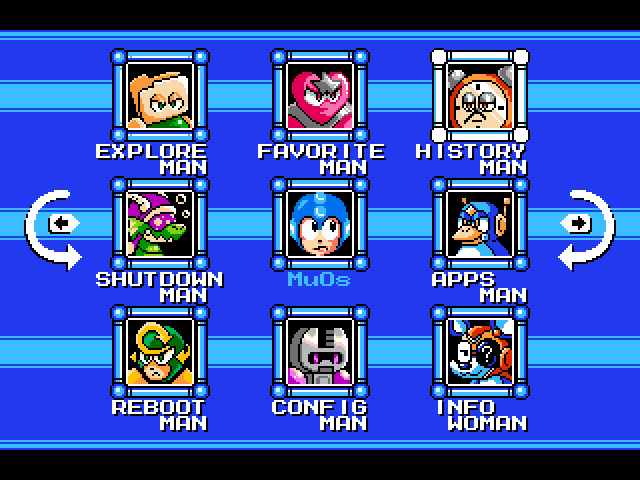 EXPLORE MAN
FAVORITE MAN
HISTORY MAN
SHUTDOWN MAN
MuOs
APPS MAN
REBOOT MAN
CONFIG MAN
INFO WOMAN